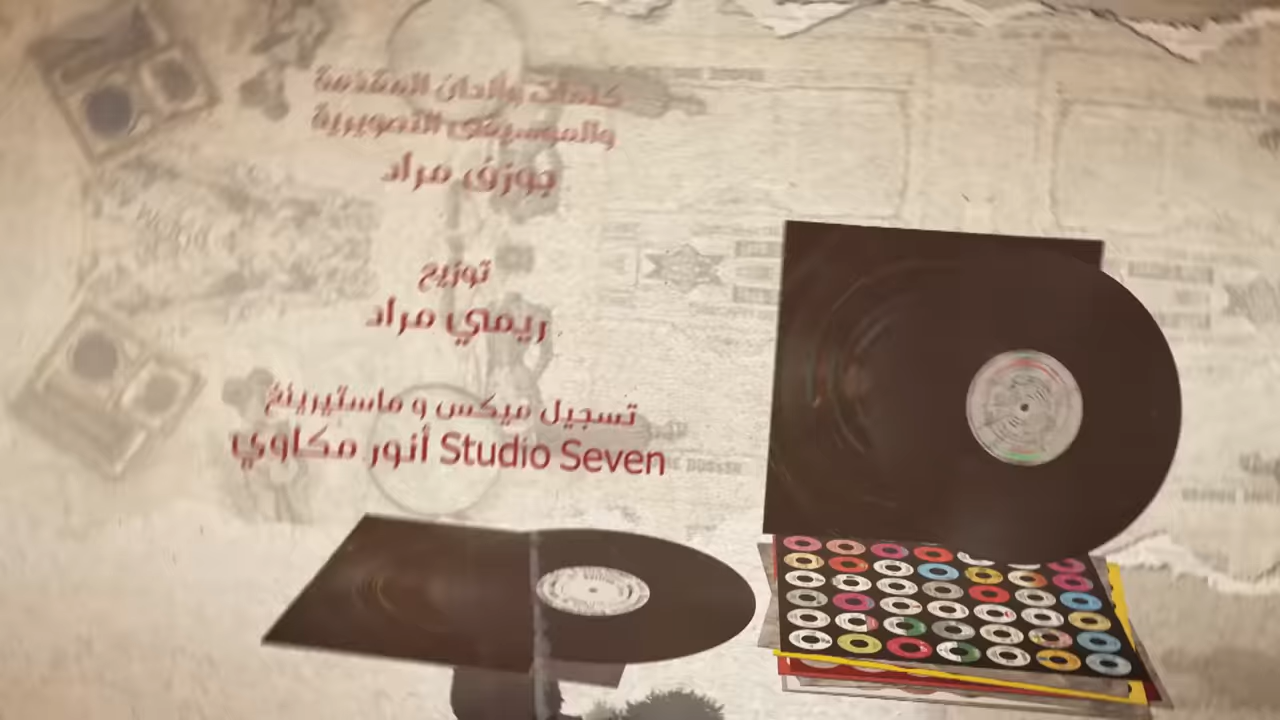 كلمات وألحان المقدمة
والموسيقى التصويرية
جوزف مراد
توزيع
ريمي مراد
تسجيل ميكس و ماستيرينغ
أنور مكاوي Studio Seven